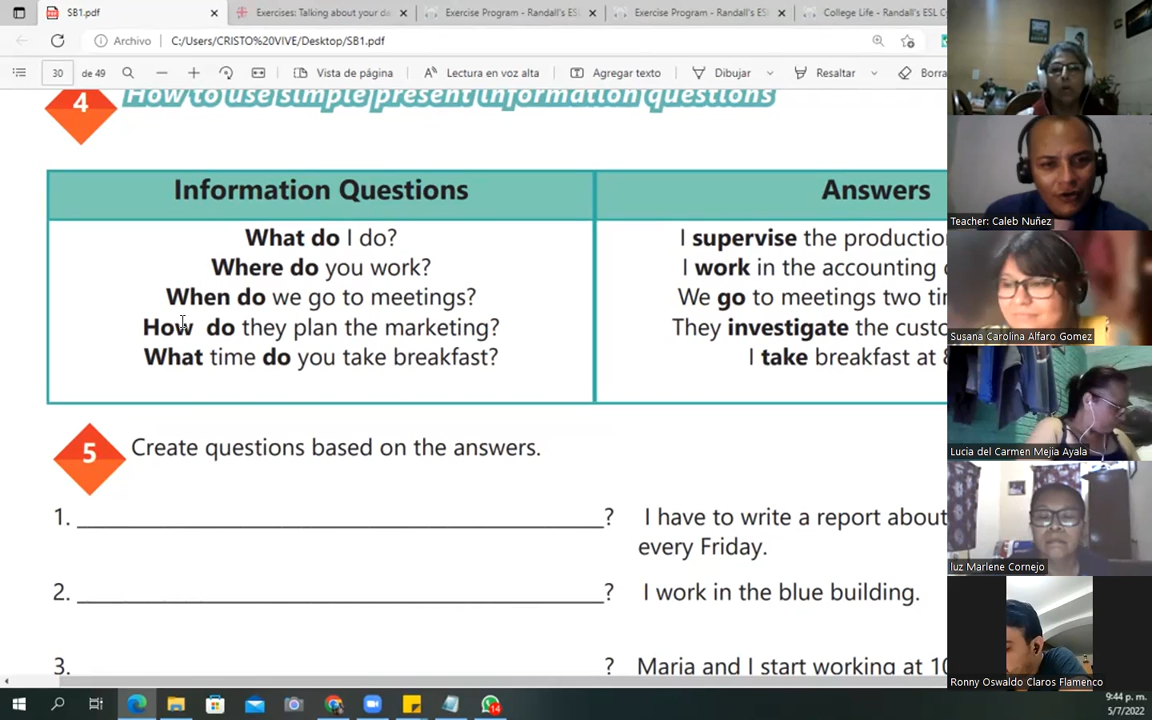 SB1.pdf
Exercises: Talking about your da
Exercise Program - Randall's ESL
Exercise Program - Randall's ESL
College Life - Randall's ESL C
Archivo
C:/Users/CRISTO%20VIVE/Desktop/SB1.pdf
30 de 49
Vista de página
Lectura en voz alta
Agregar texto
Dibujar
Resaltar
Borra
4 How to use simple present information questions
Information Questions
Answers
What do I do?
I supervise the production
Where do you work?
I work in the accounting
When do we go to meetings?
We go to meetings two tim
How do they plan the marketing?
They investigate the custo
What time do you take breakfast?
I take breakfast at 8
5 Create questions based on the answers.
1. ? I have to write a report about
every Friday.
2. ? I work in the blue building.
3. ? Maria and I start working at 10
Teacher: Caleb Nuñez
Susana Carolina Alfaro Gomez
Lucia del Carmen Mejia Ayala
luz Marlene Cornejo
Ronny Oswaldo Claros Flamenco
14
9:44 p. m.
5/7/2022